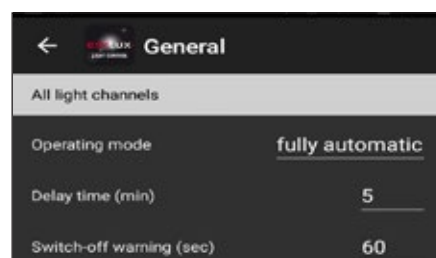 General
All light channels
Operating mode fully automatic
Delay time (min) 5
Switch-off warning (sec) 60